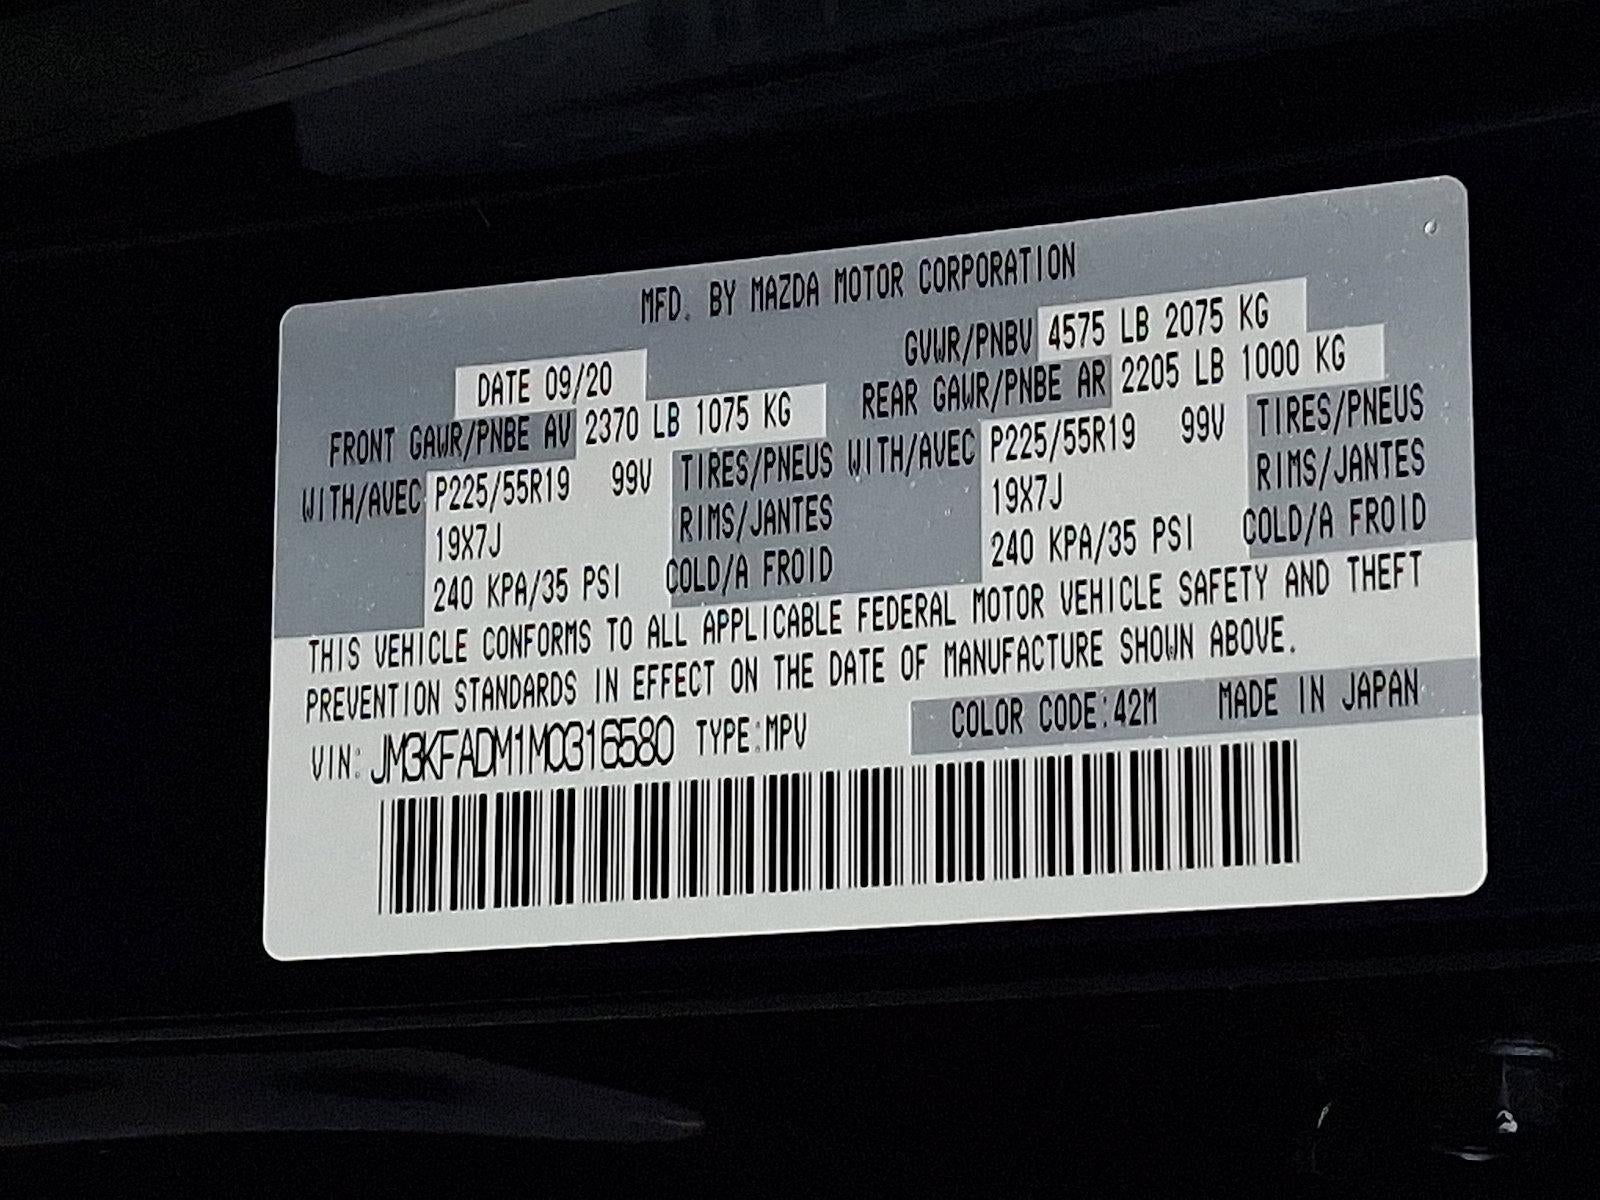 MFD. BY MAZDA MOTOR CORPORATION
DATE 09/20 GVWR/PNBV 4575 LB 2075 KG
FRONT GAWR/PNBE AV 2370 LB 1075 KG REAR GAWR/PNBE AR 2205 LB 1000 KG
WITH/AVEC P225/55R19 99V TIRES/PNEUS WITH/AVEC P225/55R19 99V TIRES/PNEUS
19X7J RIMS/JANTES 19X7J RIMS/JANTES
240 KPA/35 PSI COLD/A FROID 240 KPA/35 PSI COLD/A FROID
THIS VEHICLE CONFORMS TO ALL APPLICABLE FEDERAL MOTOR VEHICLE SAFETY AND THEFT
PREVENTION STANDARDS IN EFFECT ON THE DATE OF MANUFACTURE SHOWN ABOVE.
VIN: JM3KFADM1M0316580 TYPE:MPV COLOR CODE:42M MADE IN JAPAN